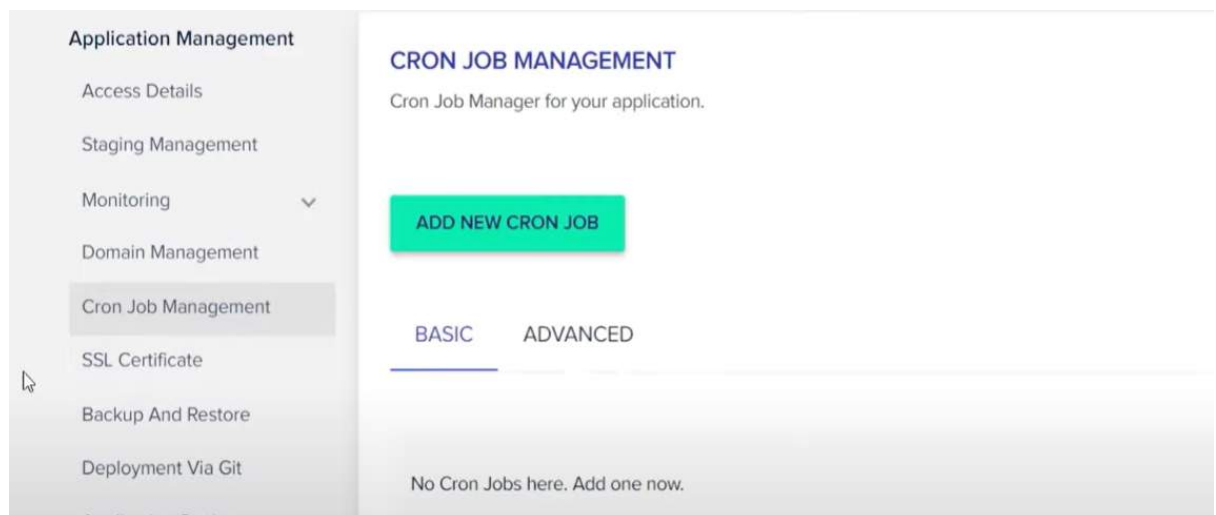 Application Management
Access Details
Staging Management
Monitoring
Domain Management
Cron Job Management
SSL Certificate
Backup And Restore
Deployment Via Git
CRON JOB MANAGEMENT
Cron Job Manager for your application.
ADD NEW CRON JOB
BASIC ADVANCED
No Cron Jobs here. Add one now.